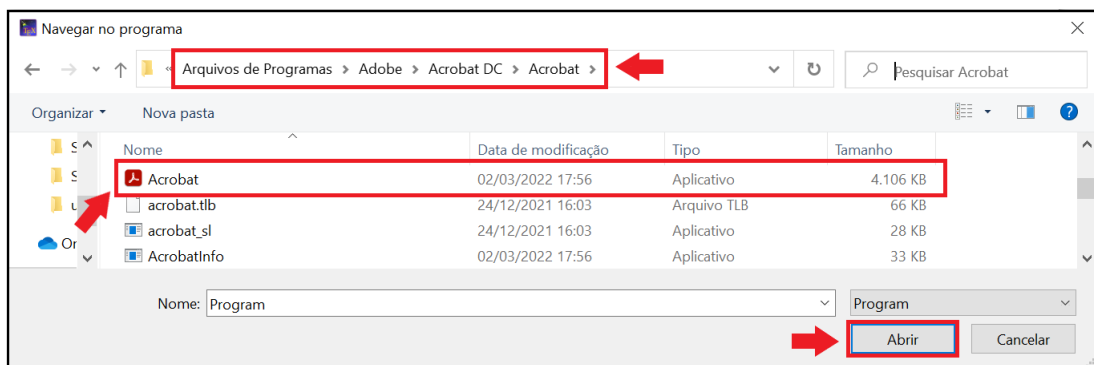 Navegar no programa
« Arquivos de Programas > Adobe > Acrobat DC > Acrobat > Pesquisar Acrobat
Organizar Nova pasta ?
Nome Data de modificação Tipo Tamanho
S Acrobat 02/03/2022 17:56 Aplicativo 4.106 KB
S acrobat.tlb 24/12/2021 16:03 Arquivo TLB 66 KB
u acrobat_sl 24/12/2021 16:03 Aplicativo 28 KB
Or AcrobatInfo 02/03/2022 17:56 Aplicativo 33 KB
Nome: Program Program
Abrir Cancelar